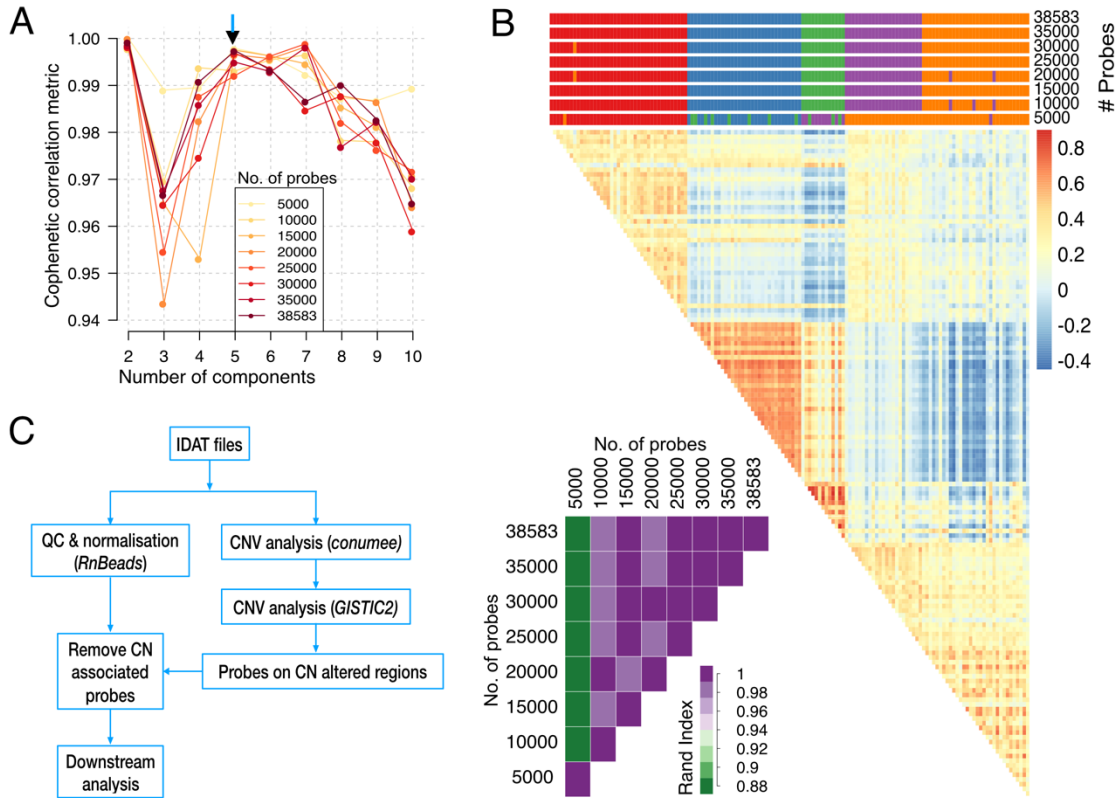 A
Cophenetic correlation metric
1.00
0.99
0.98
0.97
0.96
0.95
0.94
No. of probes
5000
10000
15000
20000
25000
30000
35000
38583
2 3 4 5 6 7 8 9 10
Number of components
B
38583
35000
30000
25000
20000
15000
10000
5000
# Probes
0.8
0.6
0.4
0.2
0
-0.2
-0.4
C
IDAT files
QC & normalisation
(RnBeads)
CNV analysis (conumee)
CNV analysis (GISTIC2)
Remove CN
associated
probes
Probes on CN altered regions
Downstream
analysis
No. of probes
5000
10000
15000
20000
25000
30000
35000
38583
No. of probes
38583
35000
30000
25000
20000
15000
10000
5000
Rand Index
1
0.98
0.96
0.94
0.92
0.9
0.88